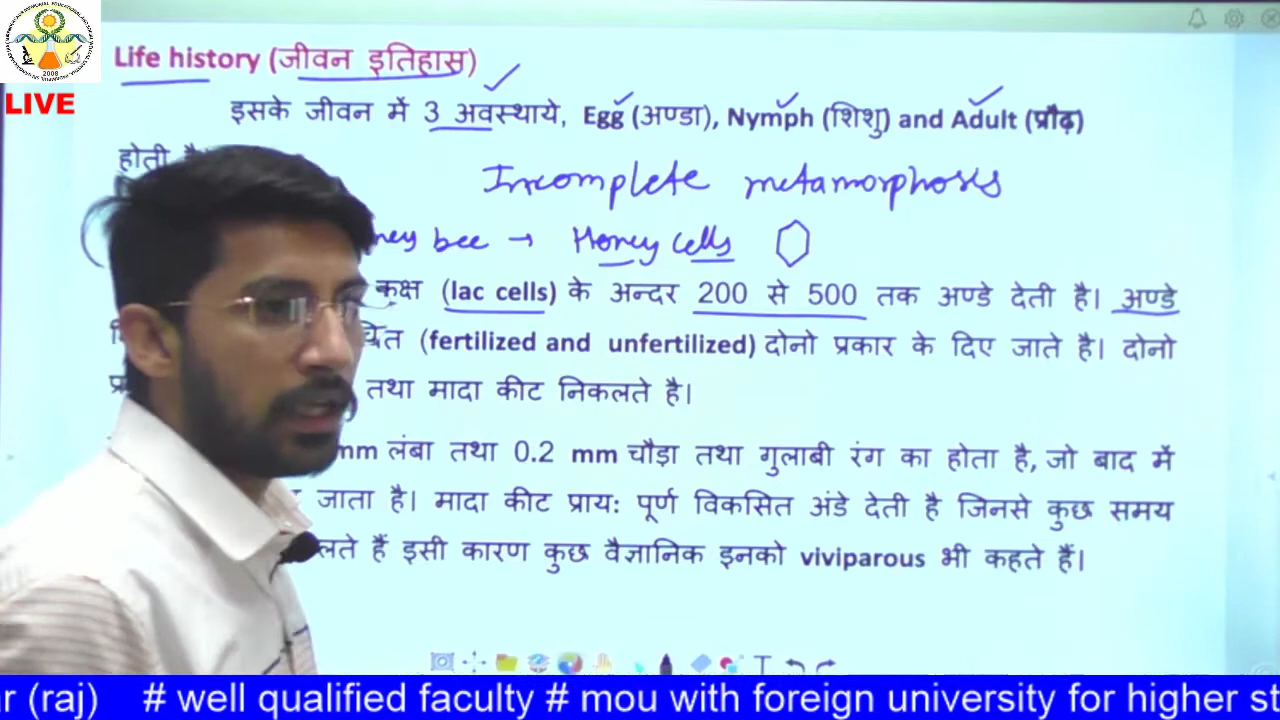 2008
LIVE
Life history (जीवन इतिहास)
इसके जीवन में 3 अवस्थाये, Egg (अण्डा), Nymph (शिशु) and Adult (प्रौढ़)
होती है
Incomplete metamorphosis
ney bee → Honey cells
कक्ष (lac cells) के अन्दर 200 से 500 तक अण्डे देती है। अण्डे
(fertilized and unfertilized) दोनो प्रकार के दिए जाते है। दोनो
तथा मादा कीट निकलते है।
mm लंबा तथा 0.2 mm चौड़ा तथा गुलाबी रंग का होता है, जो बाद में
जाता है। मादा कीट प्रायः पूर्ण विकसित अंडे देती है जिनसे कुछ समय
लते हैं इसी कारण कुछ वैज्ञानिक इनको viviparous भी कहते हैं।
r (raj) # well qualified faculty # mou with foreign university for higher st